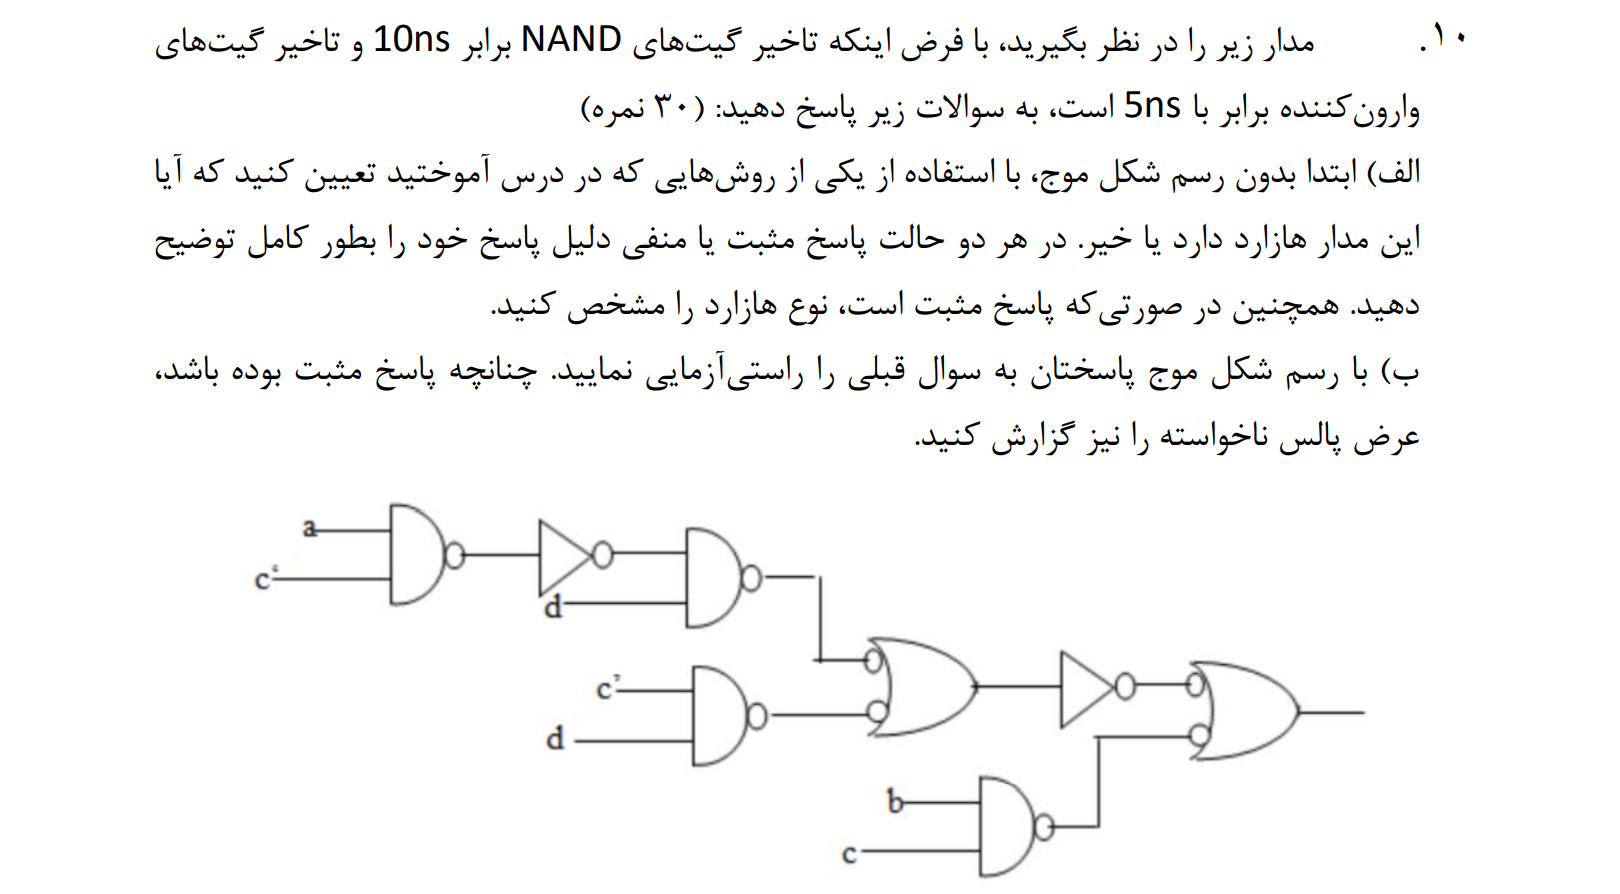 ۱۰. مدار زیر را در نظر بگیرید، با فرض اینکه تاخیر گیت‌های NAND برابر 10ns و تاخیر گیت‌های
وارون‌کننده برابر با 5ns است، به سوالات زیر پاسخ دهید: (۳۰ نمره)
الف) ابتدا بدون رسم شکل موج، با استفاده از یکی از روش‌هایی که در درس آموختید تعیین کنید که آیا
این مدار هازارد دارد یا خیر. در هر دو حالت پاسخ مثبت یا منفی دلیل پاسخ خود را بطور کامل توضیح
دهید. همچنین در صورتی‌که پاسخ مثبت است، نوع هازارد را مشخص کنید.
ب) با رسم شکل موج پاسختان به سوال قبلی را راستی‌آزمایی نمایید. چنانچه پاسخ مثبت بوده باشد،
عرض پالس ناخواسته را نیز گزارش کنید.
a
c‘
d
c’
d
b
c